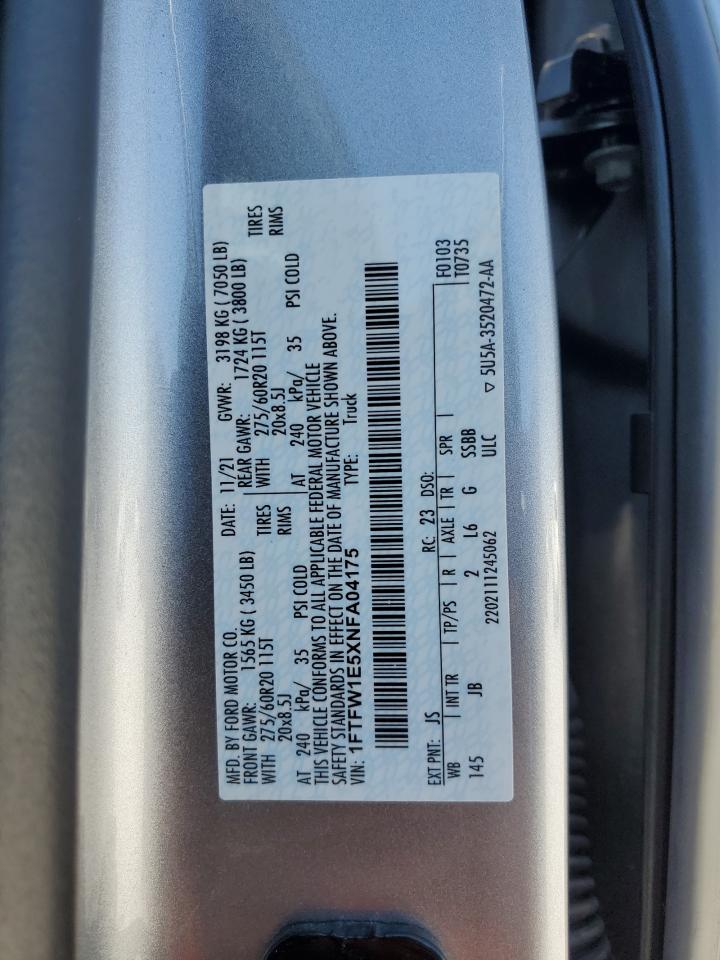 MFD. BY FORD MOTOR CO. DATE: 11/21 GVWR: 3198 KG (7050 LB)
FRONT GAWR: 1565 KG (3450 LB) REAR GAWR: 1724 KG (3800 LB)
WITH 275/60R20 115T TIRES WITH 275/60R20 115T TIRES
20x8.5J RIMS 20x8.5J RIMS
AT 240 kPa/ 35 PSI COLD AT 240 kPa/ 35 PSI COLD
THIS VEHICLE CONFORMS TO ALL APPLICABLE FEDERAL MOTOR VEHICLE
SAFETY STANDARDS IN EFFECT ON THE DATE OF MANUFACTURE SHOWN ABOVE.
VIN: 1FTFW1E5XNFA04175 TYPE: Truck
EXT PNT: JS RC: 23 DSO: F0103
WB INT TR TP/PS R AXLE TR SPR T0735
145 JB 2 L6 G SSBB
2202111245062 ULC ▽ 5U5A-3520472-AA